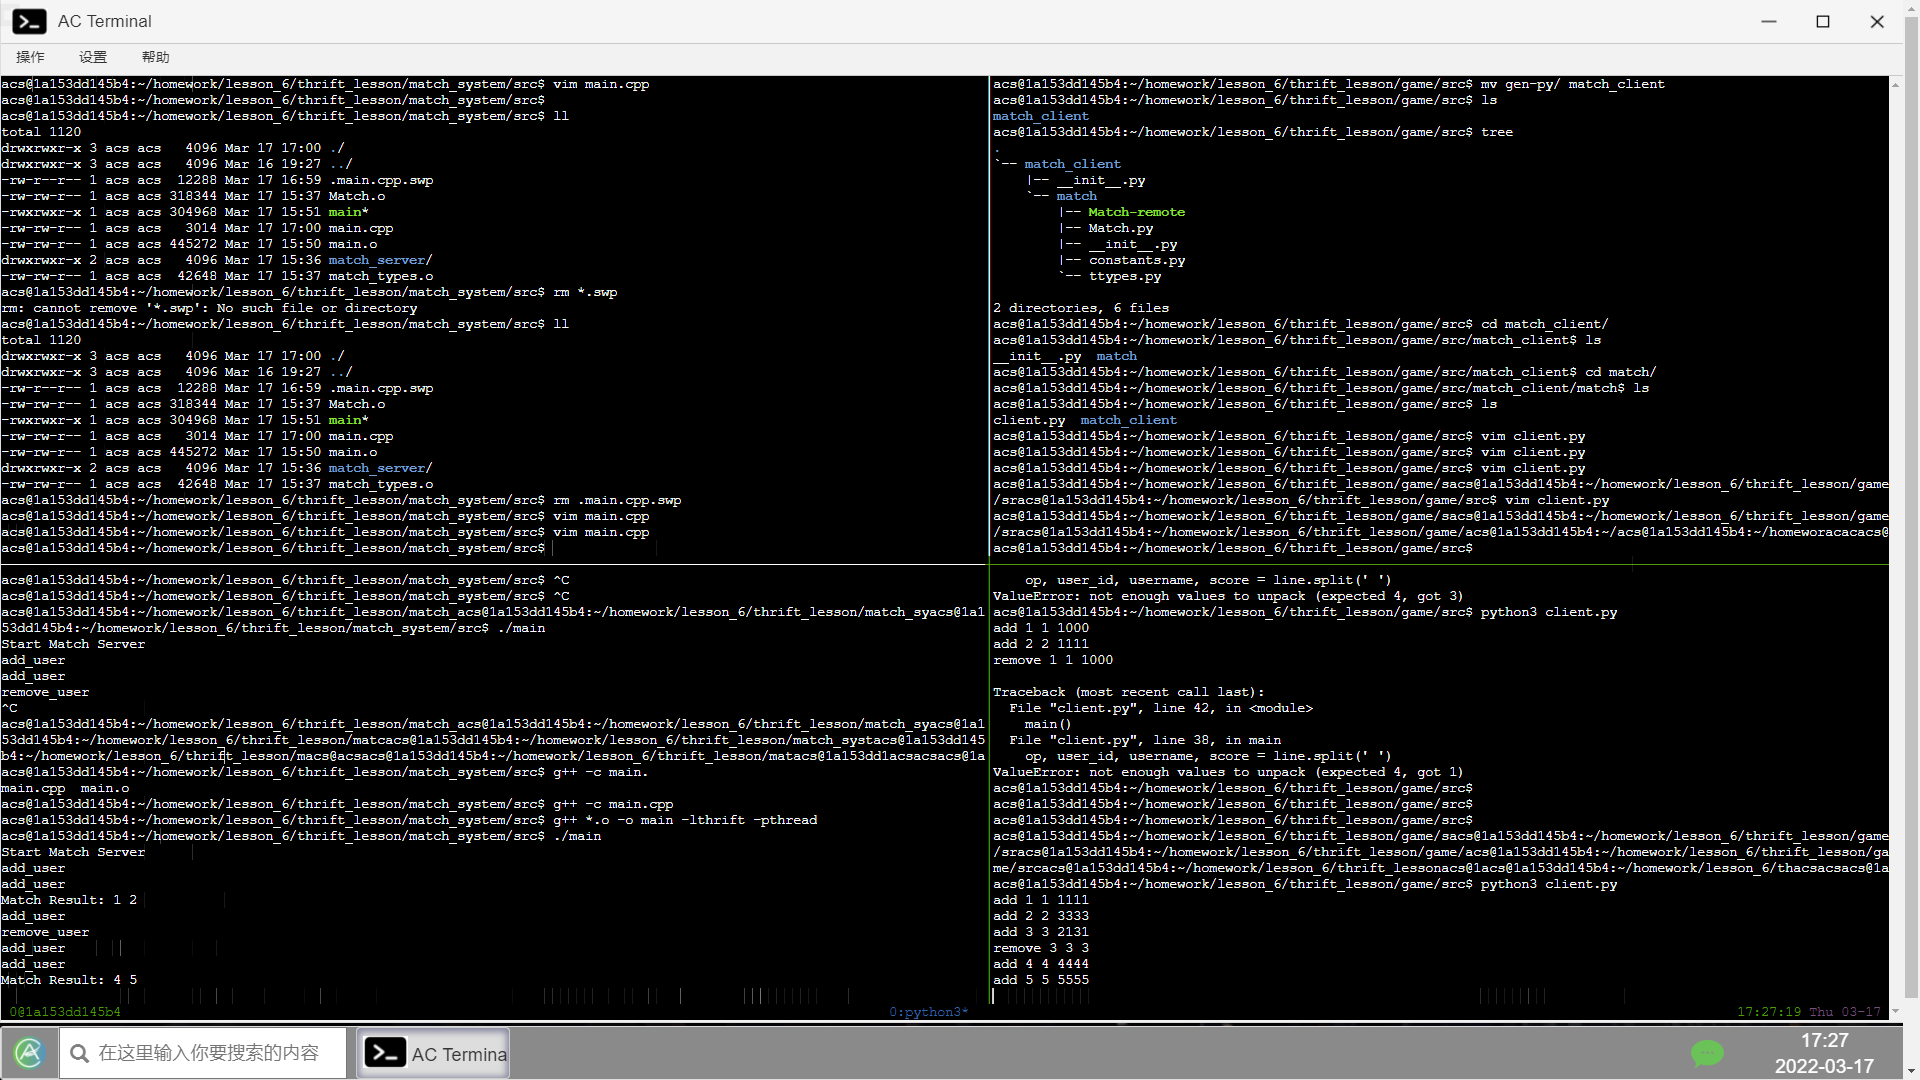 AC Terminal
操作 设置 帮助
acs@1a153dd145b4:~/homework/lesson_6/thrift_lesson/match_system/src$ vim main.cpp
acs@1a153dd145b4:~/homework/lesson_6/thrift_lesson/match_system/src$
acs@1a153dd145b4:~/homework/lesson_6/thrift_lesson/match_system/src$ ll
total 1120
drwxrwxr-x 3 acs acs   4096 Mar 17 17:00 ./
drwxrwxr-x 3 acs acs   4096 Mar 16 19:27 ../
-rw-r--r-- 1 acs acs  12288 Mar 17 16:59 .main.cpp.swp
-rw-rw-r-- 1 acs acs 318344 Mar 17 15:37 Match.o
-rwxrwxr-x 1 acs acs 304968 Mar 17 15:51 main*
-rw-rw-r-- 1 acs acs   3014 Mar 17 17:00 main.cpp
-rw-rw-r-- 1 acs acs 445272 Mar 17 15:50 main.o
drwxrwxr-x 2 acs acs   4096 Mar 17 15:36 match_server/
-rw-rw-r-- 1 acs acs  42648 Mar 17 15:37 match_types.o
acs@1a153dd145b4:~/homework/lesson_6/thrift_lesson/match_system/src$ rm *.swp
rm: cannot remove '*.swp': No such file or directory
acs@1a153dd145b4:~/homework/lesson_6/thrift_lesson/match_system/src$ ll
total 1120
drwxrwxr-x 3 acs acs   4096 Mar 17 17:00 ./
drwxrwxr-x 3 acs acs   4096 Mar 16 19:27 ../
-rw-r--r-- 1 acs acs  12288 Mar 17 16:59 .main.cpp.swp
-rw-rw-r-- 1 acs acs 318344 Mar 17 15:37 Match.o
-rwxrwxr-x 1 acs acs 304968 Mar 17 15:51 main*
-rw-rw-r-- 1 acs acs   3014 Mar 17 17:00 main.cpp
-rw-rw-r-- 1 acs acs 445272 Mar 17 15:50 main.o
drwxrwxr-x 2 acs acs   4096 Mar 17 15:36 match_server/
-rw-rw-r-- 1 acs acs  42648 Mar 17 15:37 match_types.o
acs@1a153dd145b4:~/homework/lesson_6/thrift_lesson/match_system/src$ rm .main.cpp.swp
acs@1a153dd145b4:~/homework/lesson_6/thrift_lesson/match_system/src$ vim main.cpp
acs@1a153dd145b4:~/homework/lesson_6/thrift_lesson/match_system/src$ vim main.cpp
acs@1a153dd145b4:~/homework/lesson_6/thrift_lesson/match_system/src$
acs@1a153dd145b4:~/homework/lesson_6/thrift_lesson/game/src$ mv gen-py/ match_client
acs@1a153dd145b4:~/homework/lesson_6/thrift_lesson/game/src$ ls
match_client
acs@1a153dd145b4:~/homework/lesson_6/thrift_lesson/game/src$ tree
.
`-- match_client
    |-- __init__.py
    `-- match
        |-- Match-remote
        |-- Match.py
        |-- __init__.py
        |-- constants.py
        `-- ttypes.py
2 directories, 6 files
acs@1a153dd145b4:~/homework/lesson_6/thrift_lesson/game/src$ cd match_client/
acs@1a153dd145b4:~/homework/lesson_6/thrift_lesson/game/src/match_client$ ls
__init__.py  match
acs@1a153dd145b4:~/homework/lesson_6/thrift_lesson/game/src/match_client$ cd match/
acs@1a153dd145b4:~/homework/lesson_6/thrift_lesson/game/src/match_client/match$ ls
acs@1a153dd145b4:~/homework/lesson_6/thrift_lesson/game/src$ ls
client.py  match_client
acs@1a153dd145b4:~/homework/lesson_6/thrift_lesson/game/src$ vim client.py
acs@1a153dd145b4:~/homework/lesson_6/thrift_lesson/game/src$ vim client.py
acs@1a153dd145b4:~/homework/lesson_6/thrift_lesson/game/src$ vim client.py
acs@1a153dd145b4:~/homework/lesson_6/thrift_lesson/game/sacs@1a153dd145b4:~/homework/lesson_6/thrift_lesson/game
/sracs@1a153dd145b4:~/homework/lesson_6/thrift_lesson/game/src$ vim client.py
acs@1a153dd145b4:~/homework/lesson_6/thrift_lesson/game/sacs@1a153dd145b4:~/homework/lesson_6/thrift_lesson/game
/sracs@1a153dd145b4:~/homework/lesson_6/thrift_lesson/game/acs@1a153dd145b4:~/acs@1a153dd145b4:~/homeworacacacs@
acs@1a153dd145b4:~/homework/lesson_6/thrift_lesson/game/src$
acs@1a153dd145b4:~/homework/lesson_6/thrift_lesson/match_system/src$ ^C
acs@1a153dd145b4:~/homework/lesson_6/thrift_lesson/match_system/src$ ^C
acs@1a153dd145b4:~/homework/lesson_6/thrift_lesson/match_acs@1a153dd145b4:~/homework/lesson_6/thrift_lesson/match_syacs@1a1
53dd145b4:~/homework/lesson_6/thrift_lesson/match_system/src$ ./main
Start Match Server
add_user
add_user
remove_user
^C
acs@1a153dd145b4:~/homework/lesson_6/thrift_lesson/match_acs@1a153dd145b4:~/homework/lesson_6/thrift_lesson/match_syacs@1a1
53dd145b4:~/homework/lesson_6/thrift_lesson/matcacs@1a153dd145b4:~/homework/lesson_6/thrift_lesson/match_systacs@1a153dd145
b4:~/homework/lesson_6/thrift_lesson/macs@acsacs@1a153dd145b4:~/homework/lesson_6/thrift_lesson/matacs@1a153dd1acsacsacs@1a
acs@1a153dd145b4:~/homework/lesson_6/thrift_lesson/match_system/src$ g++ -c main.
main.cpp  main.o
acs@1a153dd145b4:~/homework/lesson_6/thrift_lesson/match_system/src$ g++ -c main.cpp
acs@1a153dd145b4:~/homework/lesson_6/thrift_lesson/match_system/src$ g++ *.o -o main -lthrift -pthread
acs@1a153dd145b4:~/homework/lesson_6/thrift_lesson/match_system/src$ ./main
Start Match Server
add_user
add_user
Match Result: 1 2
add_user
remove_user
add_user
add_user
Match Result: 4 5
    op, user_id, username, score = line.split(' ')
ValueError: not enough values to unpack (expected 4, got 3)
acs@1a153dd145b4:~/homework/lesson_6/thrift_lesson/game/src$ python3 client.py
add 1 1 1000
add 2 2 1111
remove 1 1 1000
Traceback (most recent call last):
  File "client.py", line 42, in <module>
    main()
  File "client.py", line 38, in main
    op, user_id, username, score = line.split(' ')
ValueError: not enough values to unpack (expected 4, got 1)
acs@1a153dd145b4:~/homework/lesson_6/thrift_lesson/game/src$
acs@1a153dd145b4:~/homework/lesson_6/thrift_lesson/game/src$
acs@1a153dd145b4:~/homework/lesson_6/thrift_lesson/game/src$
acs@1a153dd145b4:~/homework/lesson_6/thrift_lesson/game/sacs@1a153dd145b4:~/homework/lesson_6/thrift_lesson/game
/sracs@1a153dd145b4:~/homework/lesson_6/thrift_lesson/game/acs@1a153dd145b4:~/homework/lesson_6/thrift_lesson/ga
me/srcacs@1a153dd145b4:~/homework/lesson_6/thrift_lessonacs@1a153dd145b4:~/homework/lesson_6/thacsacsacs@1a
acs@1a153dd145b4:~/homework/lesson_6/thrift_lesson/game/src$ python3 client.py
add 1 1 1111
add 2 2 3333
add 3 3 2131
remove 3 3 3
add 4 4 4444
add 5 5 5555
0@1a153dd145b4 0:python3* 17:27:19 Thu 03-17
在这里输入你要搜索的内容 AC Termina 17:27
2022-03-17